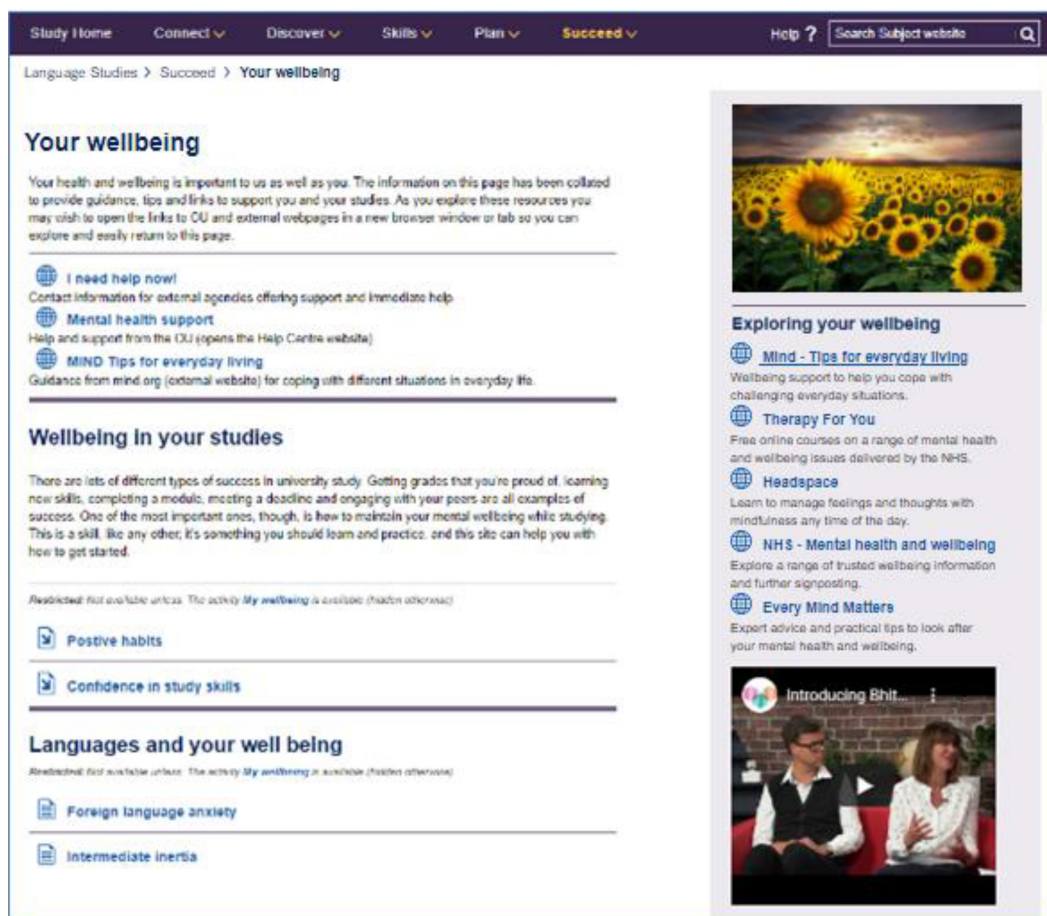 Study Home Connect Discover Skills Plan Succeed Help ? Search Subject website
Language Studies > Succeed > Your wellbeing
Your wellbeing
Your health and wellbeing is important to us as well as you. The information on this page has been collated
to provide guidance, tips and links to support you and your studies. As you explore these resources you
may wish to open the links to OU and external webpages in a new browser window or tab so you can
explore and easily return to this page.
I need help now!
Contact information for external agencies offering support and immediate help
Mental health support
Help and support from the OU (opens the Help Centre website)
MIND Tips for everyday living
Guidance from mind.org (external website) for coping with different situations in everyday life.
Wellbeing in your studies
There are lots of different types of success in university study. Getting grades that you're proud of, learning
new skills, completing a module, meeting a deadline and engaging with your peers are all examples of
success. One of the most important ones, though, is how to maintain your mental wellbeing while studying.
This is a skill, like any other; it's something you should learn and practice, and this site can help you with
how to get started.
Restricted: Not available unless: The activity My wellbeing is available (hidden otherwise)
Postive habits
Confidence in study skills
Languages and your well being
Restricted: Not available unless: The activity My wellbeing is available (hidden otherwise)
Foreign language anxiety
Intermediate inertia
Exploring your wellbeing
Mind - Tips for everyday living
Wellbeing support to help you cope with
challenging everyday situations.
Therapy For You
Free online courses on a range of mental health
and wellbeing issues delivered by the NHS.
Headspace
Learn to manage feelings and thoughts with
mindfulness any time of the day.
NHS - Mental health and wellbeing
Explore a range of trusted wellbeing information
and further signposting.
Every Mind Matters
Expert advice and practical tips to look after
your mental health and wellbeing.
Introducing Bhit...